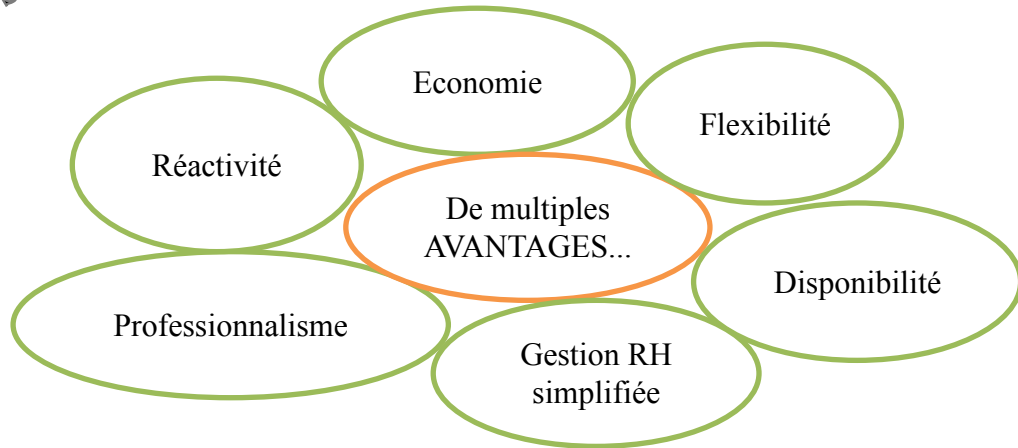 Economie
Flexibilité
Réactivité
De multiples
AVANTAGES...
Disponibilité
Professionnalisme
Gestion RH
simplifiée